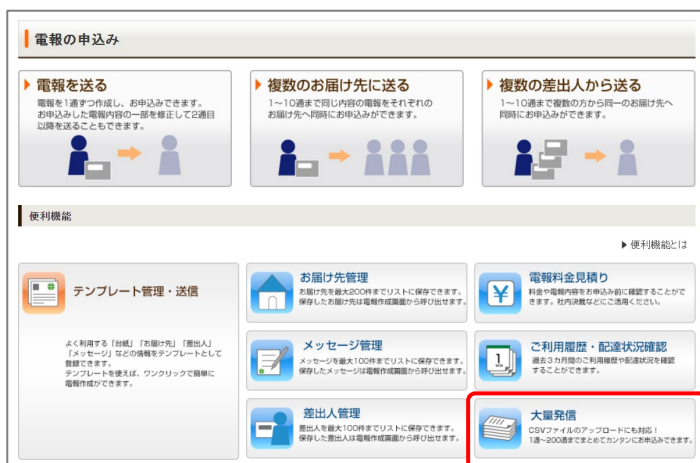 電報の申込み
電報を送る
電報を1通ずつ作成し、お申込みできます。
お申込みした電報内容の一部を修正して2通目
以降を送ることもできます。
複数のお届け先に送る
1～10通まで同じ内容の電報をそれぞれの
お届け先へ同時にお申込みができます。
複数の差出人から送る
1～10通まで複数の方から同一のお届け先へ
同時にお申込みができます。
便利機能
便利機能とは
テンプレート管理・送信
よく利用する「台紙」「お届け先」「差出人」
「メッセージ」などの情報をテンプレートとして
登録できます。
テンプレートを使えば、ワンクリックで簡単に
電報作成ができます。
お届け先管理
お届け先を最大200件までリストに保存できます。
保存したお届け先は電報作成画面から呼び出せます。
電報料金見積り
料金や電報内容をお申込み前に確認することがで
きます。社内決裁などにご活用ください。
メッセージ管理
メッセージを最大100件までリストに保存できます。
保存したメッセージは電報作成画面から呼び出せます。
ご利用履歴・配達状況確認
過去3カ月間のご利用履歴や配達状況を確認
することができます。
差出人管理
差出人を最大100件までリストに保存できます。
保存した差出人は電報作成画面から呼び出せます。
大量発信
CSVファイルのアップロードにも対応！
1通～200通までまとめてカンタンにお申込みできます。